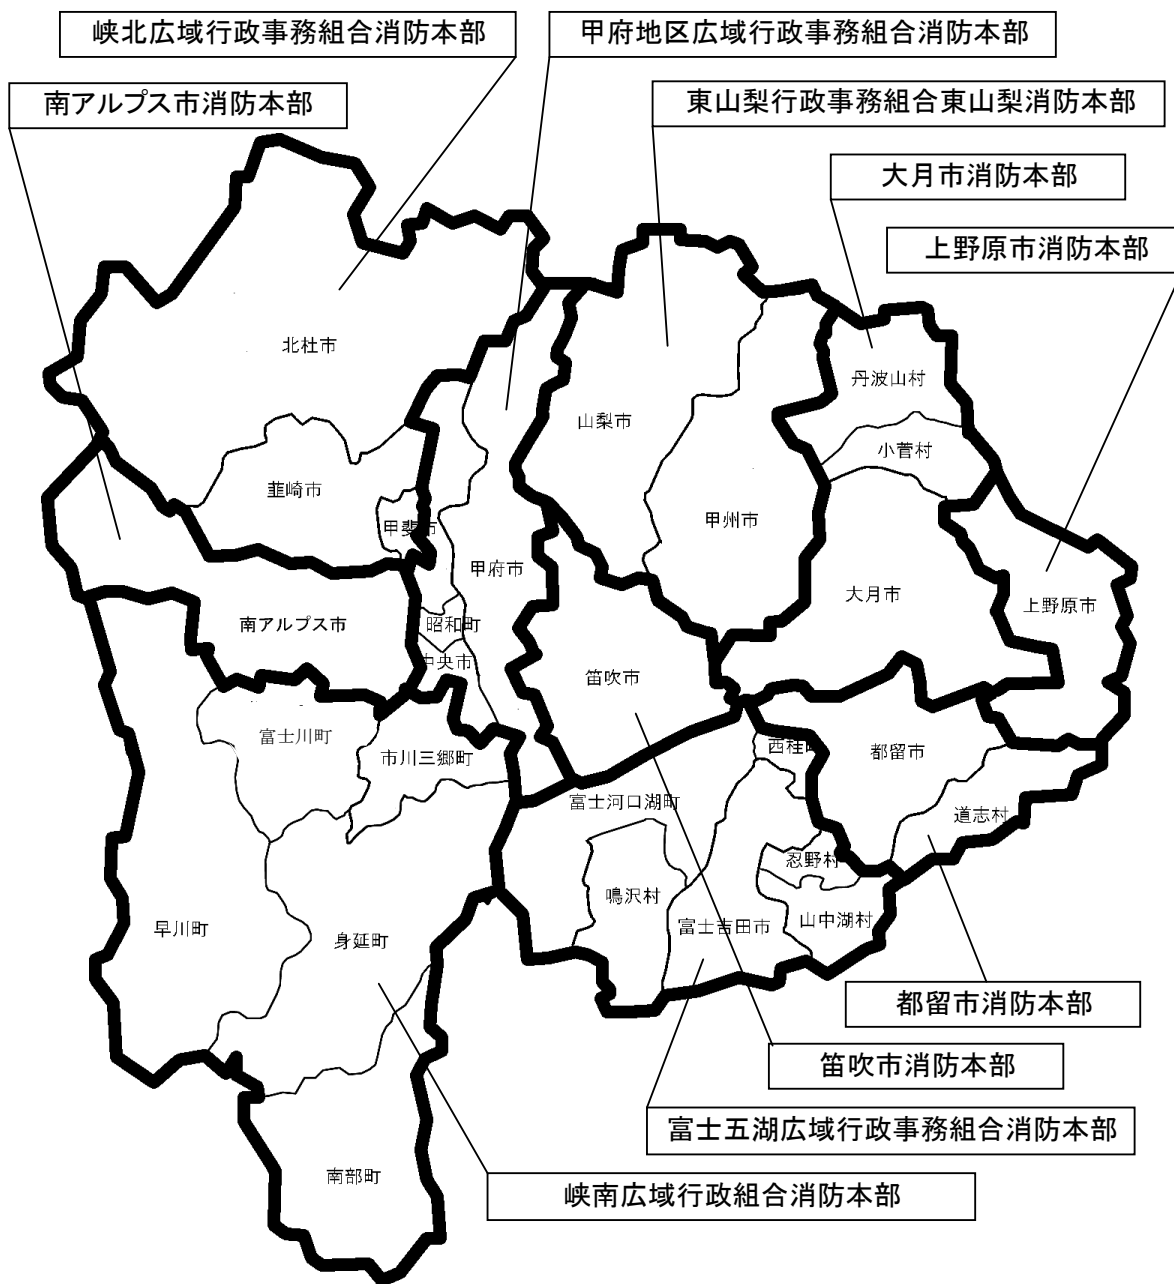 峡北広域行政事務組合消防本部
甲府地区広域行政事務組合消防本部
南アルプス市消防本部
東山梨行政事務組合東山梨消防本部
大月市消防本部
上野原市消防本部
北杜市
丹波山村
山梨市
小菅村
韮崎市
甲州市
甲斐市
甲府市
大月市
上野原市
南アルプス市
昭和町
中央市
笛吹市
富士川町
市川三郷町
西桂町
都留市
富士河口湖町
道志村
忍野村
鳴沢村
早川町
身延町
富士吉田市
山中湖村
都留市消防本部
笛吹市消防本部
富士五湖広域行政事務組合消防本部
南部町
峡南広域行政組合消防本部